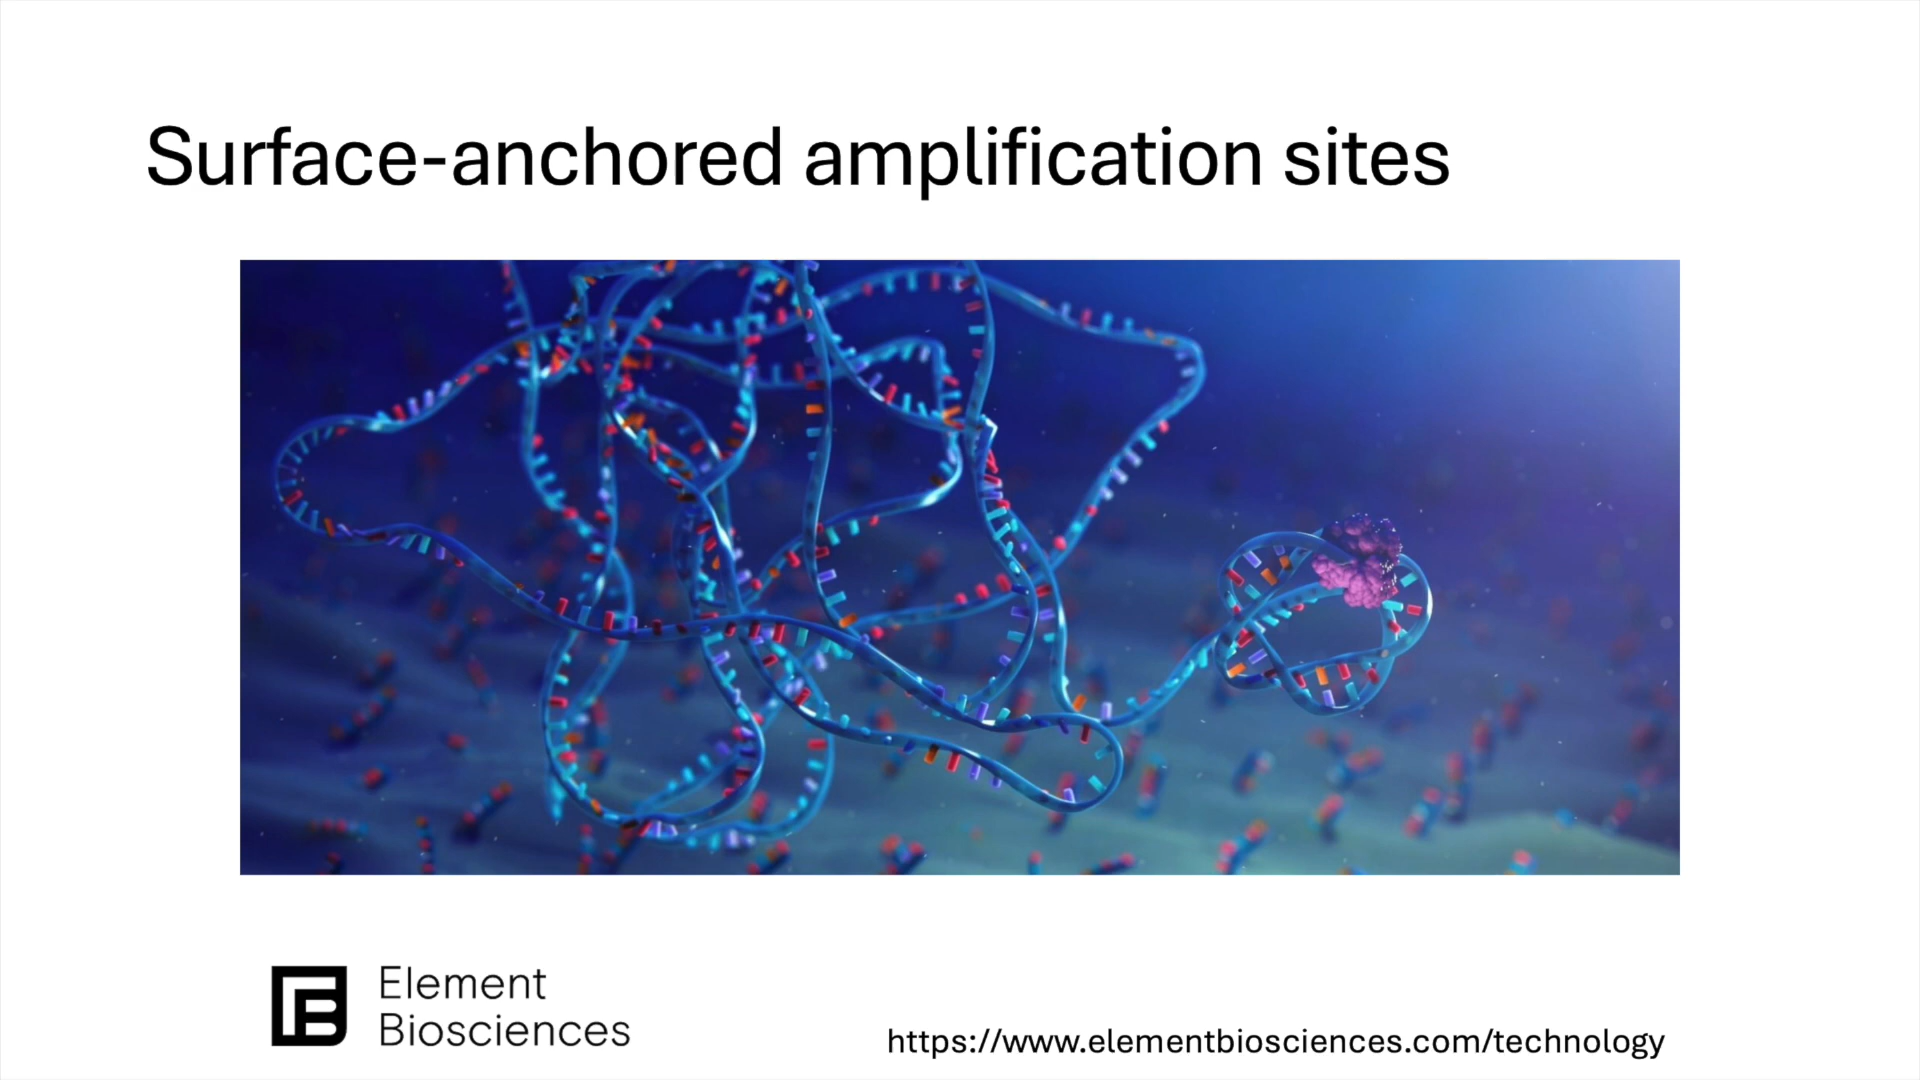 Surface-anchored amplification sites
Element
Biosciences
https://www.elementbiosciences.com/technology